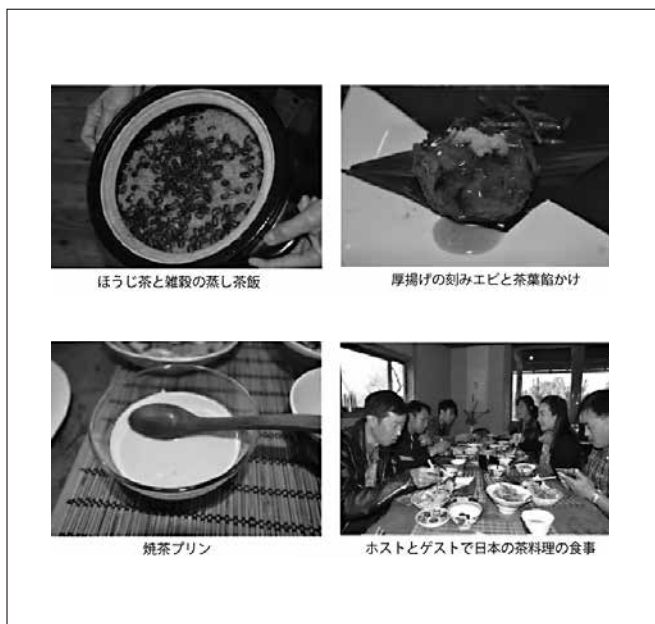 ほうじ茶と雑穀の蒸し茶飯
厚揚げの刻みエビと茶葉餡かけ
焼茶プリン
ホストとゲストで日本の茶料理の食事